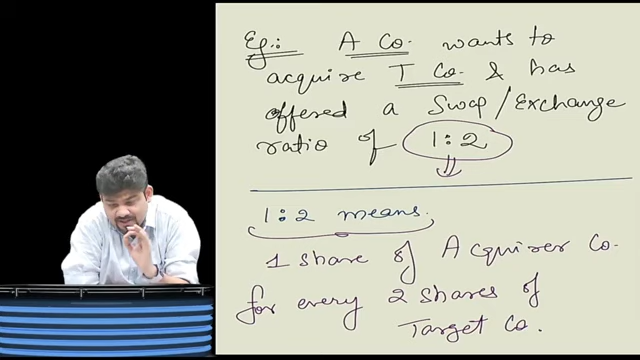 Eg.: A Co. wants to
acquire T Co. & has
offered a Swap/Exchange
ratio of 1:2
1:2 means.
1 share of Acquirer Co.
for every 2 shares of
Target Co.